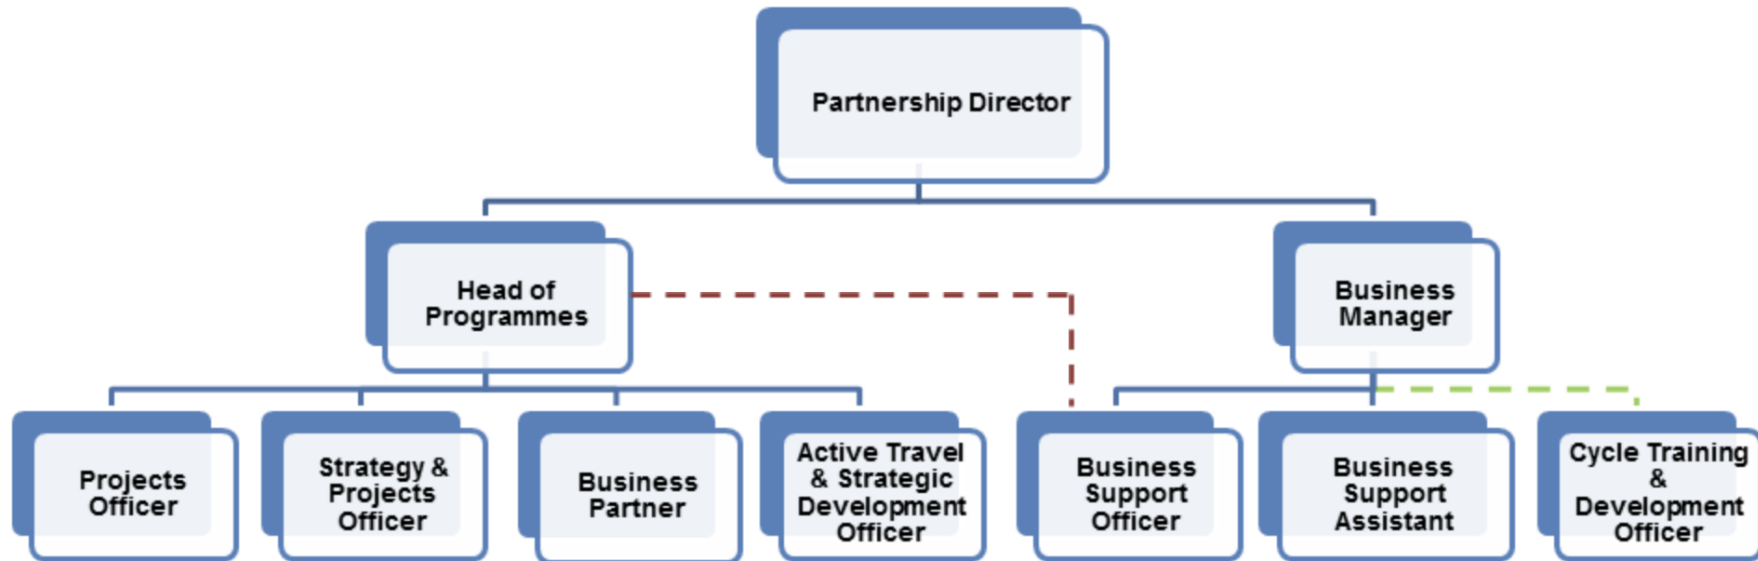 Partnership Director
Head of
Programmes
Business
Manager
Projects
Officer
Strategy &
Projects
Officer
Business
Partner
Active Travel
& Strategic
Development
Officer
Business
Support
Officer
Business
Support
Assistant
Cycle Training
&
Development
Officer